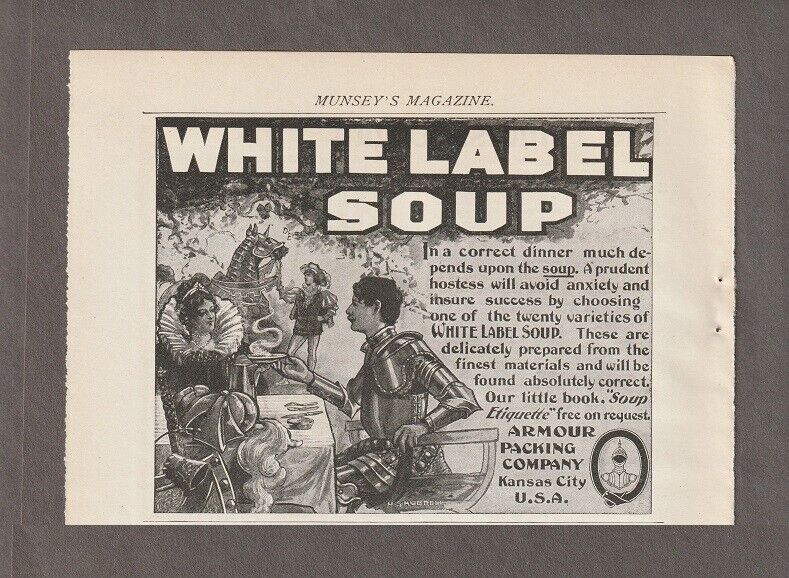 MUNSEY'S MAGAZINE.
WHITE LABEL
SOUP
In a correct dinner much de-
pends upon the soup. A prudent
hostess will avoid anxiety and
insure success by choosing
one of the twenty varieties of
WHITE LABEL SOUP. These are
delicately prepared from the
finest materials and will be
found absolutely correct.
Our little book, "Soup
Etiquette" free on request.
ARMOUR
PACKING
COMPANY
Kansas City
U.S.A.